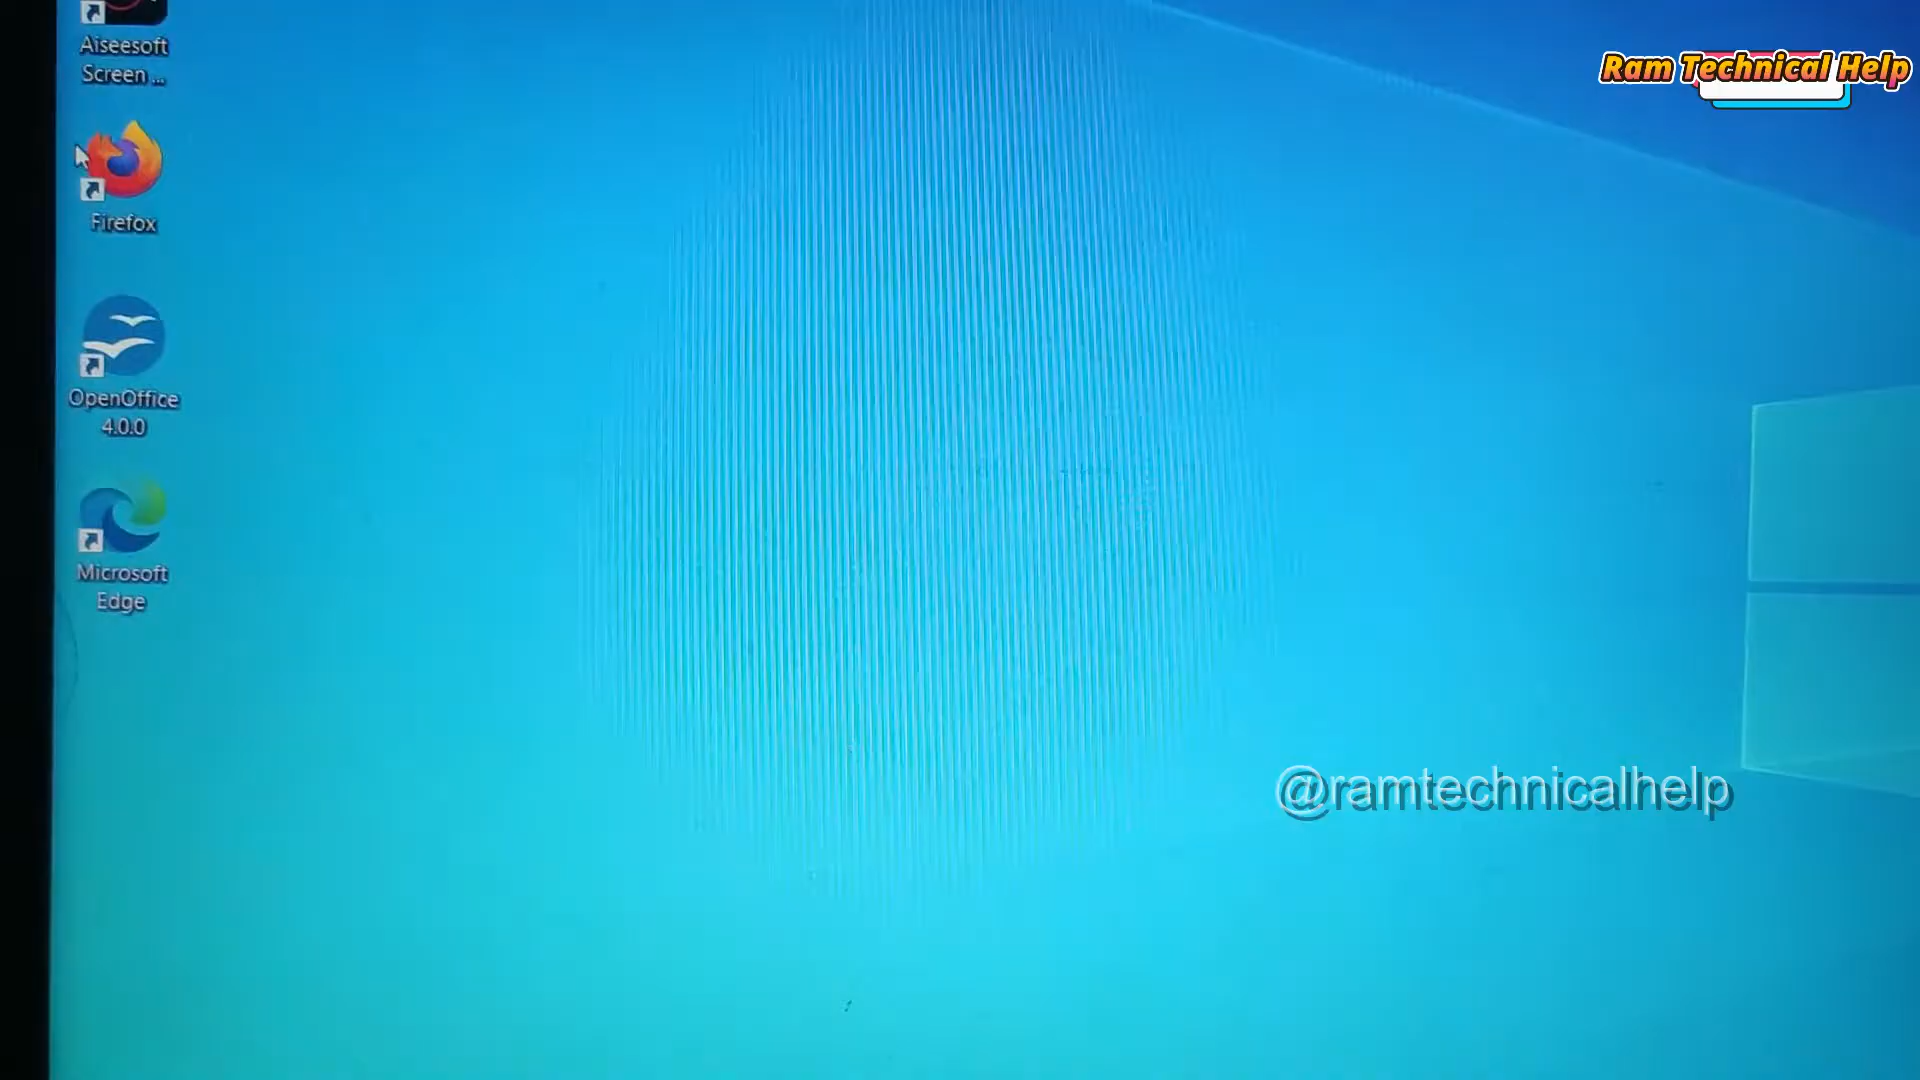 Aiseesoft
Screen ...
Ram Technical Help
Firefox
OpenOffice
4.0.0
Microsoft
Edge
@ramtechnicalhelp